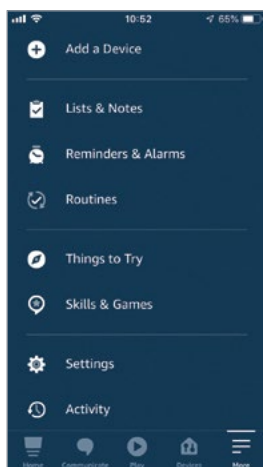 10:52 65%
Add a Device
Lists & Notes
Reminders & Alarms
Routines
Things to Try
Skills & Games
Settings
Activity
Home Communicate Play Devices More